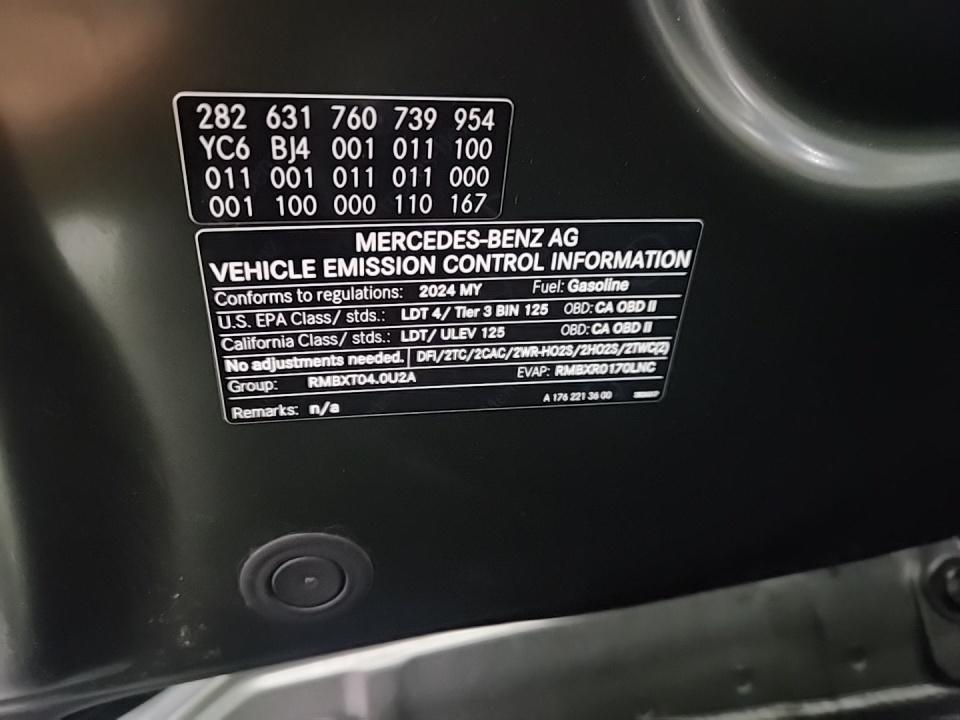 282 631 760 739 954
YC6 BJ4 001 011 100
011 001 011 011 000
001 100 000 110 167
MERCEDES-BENZ AG
VEHICLE EMISSION CONTROL INFORMATION
Conforms to regulations: 2024 MY Fuel: Gasoline
U.S. EPA Class/ stds.: LDT 4/ Tier 3 BIN 125 OBD: CA OBD II
California Class/ stds.: LDT/ ULEV 125 OBD: CA OBD II
No adjustments needed. DFI/2TC/2CAC/2WR-HO2S/2HO2S/2TWC(2)
Group: RMBXT04.0U2A EVAP: RMBXR0170LNC
Remarks: n/a A 176 221 36 00